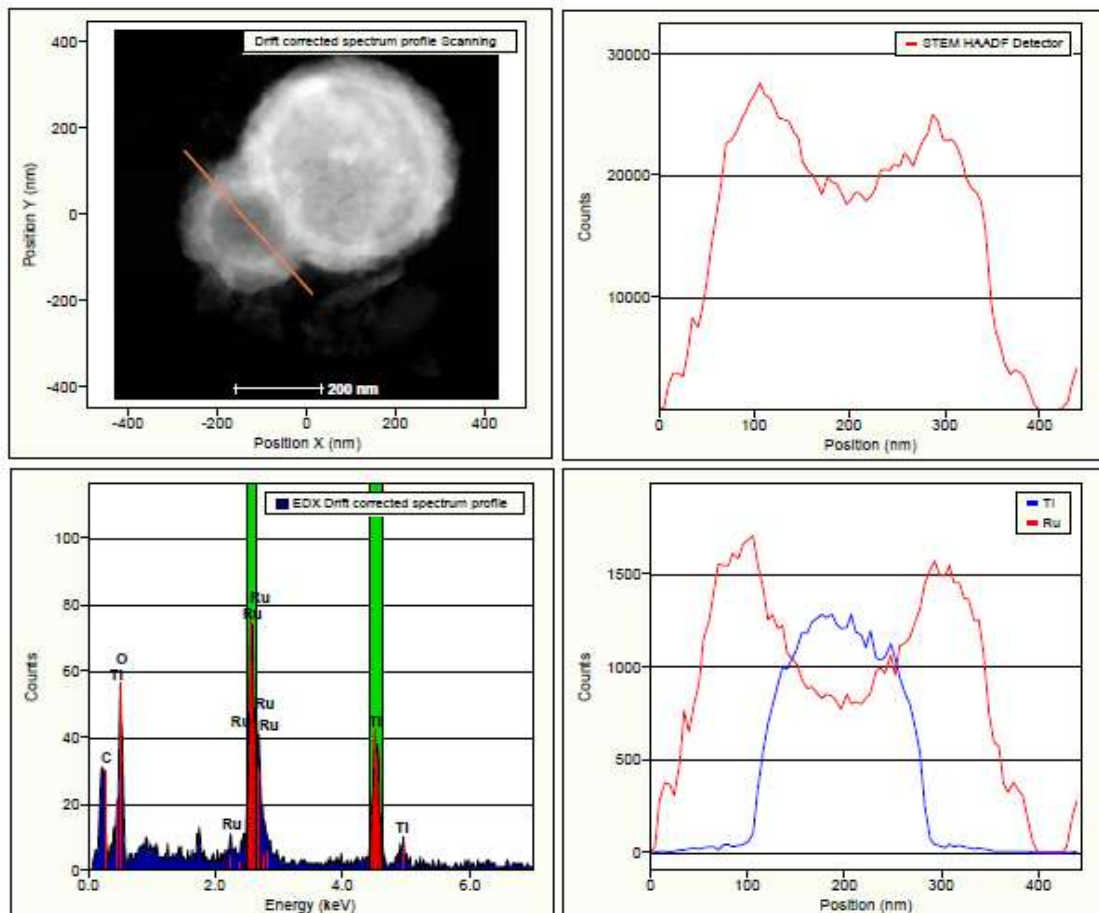 Drift corrected spectrum profile Scanning
400
200
0
-200
-400
Position Y (nm)
200 nm
-400 -200 0 200 400
Position X (nm)
STEM HAADF Detector
30000
20000
10000
Counts
0 100 200 300 400
Position (nm)
EDX Drift corrected spectrum profile
100
80
60
40
20
0
Counts
C
O
Ti
Ru
Ru
Ru
Ru
Ru
Ru
Ti
Ti
0.0 2.0 4.0 6.0
Energy (keV)
Ti
Ru
1500
1000
500
0
Counts
0 100 200 300 400
Position (nm)